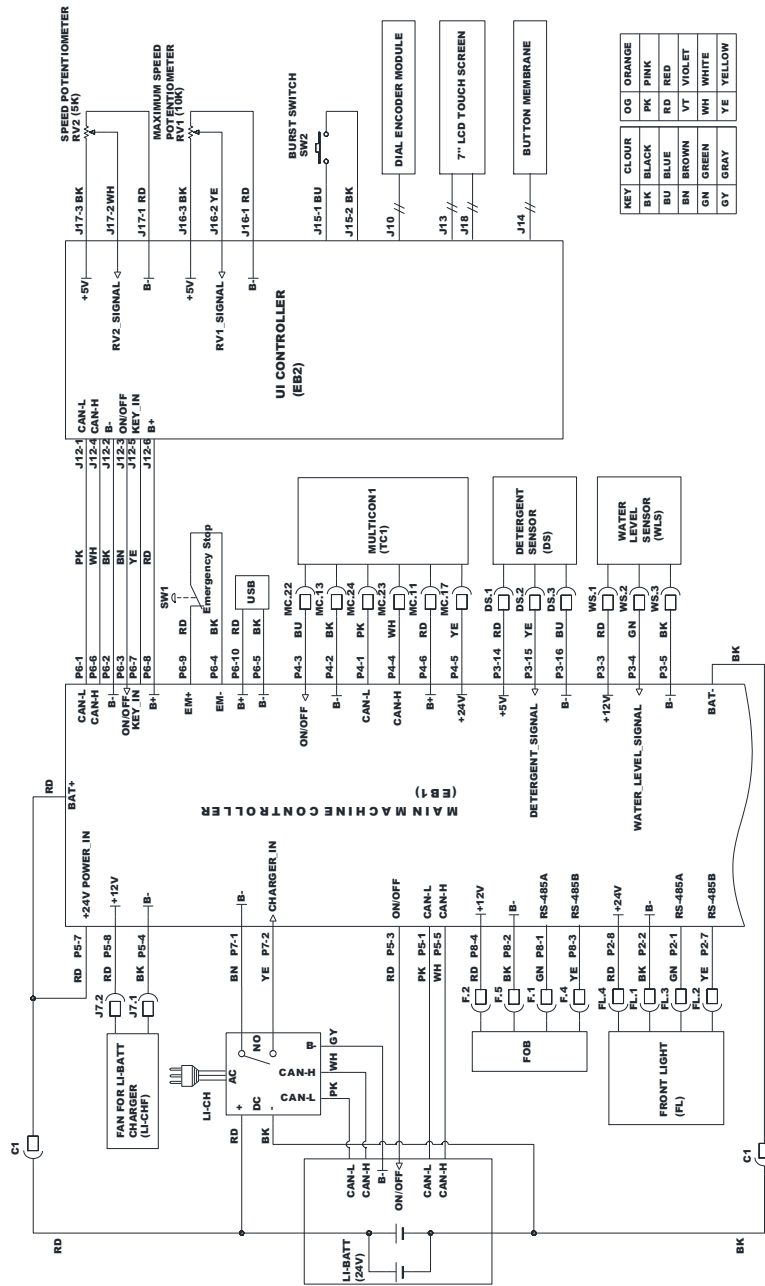 SPEED POTENTIOMETER
RV2 (5K)
MAXIMUM SPEED
POTENTIOMETER
RV1 (10K)
BURST SWITCH
SW2
DIAL ENCODER MODULE
7" LCD TOUCH SCREEN
BUTTON MEMBRANE
KEY CLOUR OG ORANGE
BK BLACK PK PINK
BU BLUE RD RED
BN BROWN VT VIOLET
GN GREEN WH WHITE
GY GRAY YE YELLOW
J17-3 BK
J17-2 WH
J17-1 RD
J16-3 BK
J16-2 YE
J16-1 RD
J15-1 BU
J15-2 BK
J10
J13
J18
J14
+5V
RV2_SIGNAL
B-
+5V
RV1_SIGNAL
B-
UI CONTROLLER
(EB2)
J12-1 CAN-L
J12-4 CAN-H
J12-2 B-
J12-3 ON/OFF
J12-5 KEY_IN
J12-6 B+
PK
WH
BK
BN
YE
RD
P6-1
P6-6
P6-2
P6-3
P6-7
P6-8
CAN-L
CAN-H
B-
ON/OFF
KEY_IN
B+
SW1
Emergency Stop
RD
BK
P6-9
P6-4
EM+
EM-
USB
P6-10 RD
P6-5 BK
B+
B-
MULTICON1
(TC1)
MC.22
MC.13
MC.24
MC.23
MC.11
MC.17
P4-3 BU
P4-2 BK
P4-1 PK
P4-4 WH
P4-6 RD
P4-5 YE
ON/OFF
B-
CAN-L
CAN-H
B+
+24V
DETERGENT
SENSOR
(DS)
DS.1
DS.2
DS.3
P3-14 RD
P3-15 YE
P3-16 BU
+5V
DETERGENT_SIGNAL
B-
WATER
LEVEL
SENSOR
(WLS)
WS.1
WS.2
WS.3
P3-3 RD
P3-4 GN
P3-5 BK
+12V
WATER_LEVEL_SIGNAL
B-
BK
BAT-
RD
BAT+
MAIN MACHINE CONTROLLER
(EB1)
+24V POWER_IN
+12V
B-
B-
CHARGER_IN
ON/OFF
CAN-L
CAN-H
+12V
B-
RS-485A
RS-485B
+24V
B-
RS-485A
RS-485B
RD P5-7
RD P5-8
BK P5-4
BN P7-1
YE P7-2
RD P5-3
PK P5-1
WH P5-5
RD P8-4
BK P8-2
GN P8-1
YE P8-3
RD P2-8
BK P2-2
GN P2-1
YE P2-7
J7.2
J7.1
F.2
F.5
F.1
F.4
FL.4
FL.1
FL.3
FL.2
FAN FOR LI-BATT
CHARGER
(LI-CHF)
LI-CH
AC
NO
+
DC
-
B-
CAN-H
CAN-L
GY
WH
PK
RD
BK
FOB
FRONT LIGHT
(FL)
C1
C1
CAN-L
CAN-H
B-
ON/OFF
CAN-L
CAN-H
LI-BATT
(24V)
RD
BK